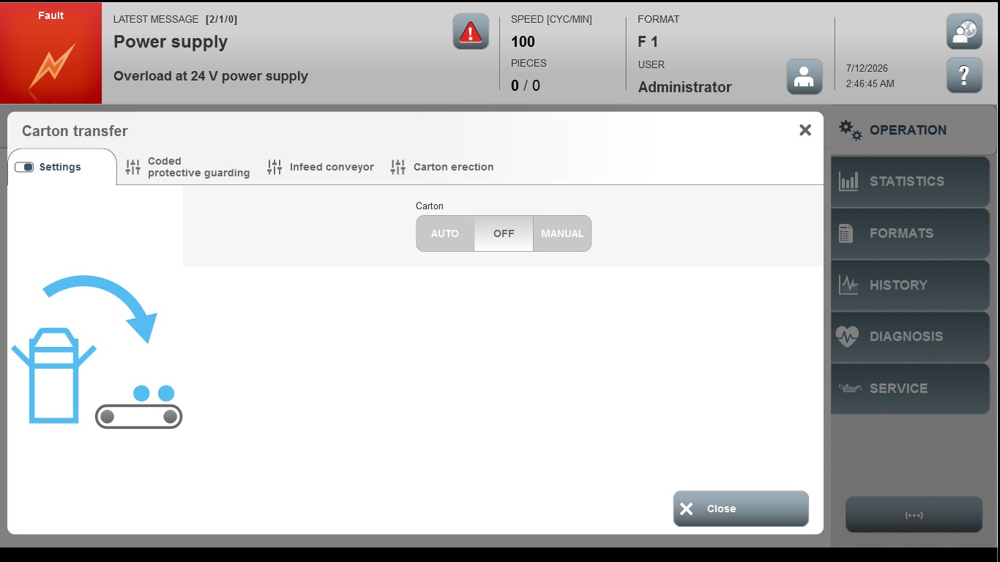 Fault
LATEST MESSAGE [2/1/0]
Power supply
Overload at 24 V power supply
SPEED [CYC/MIN]
100
PIECES
0 / 0
FORMAT
F 1
USER
Administrator
7/12/2026
2:46:45 AM
?
Carton transfer
Settings
Coded
protective guarding
Infeed conveyor
Carton erection
Carton
AUTO OFF MANUAL
Close
OPERATION
STATISTICS
FORMATS
HISTORY
DIAGNOSIS
SERVICE
(•••)